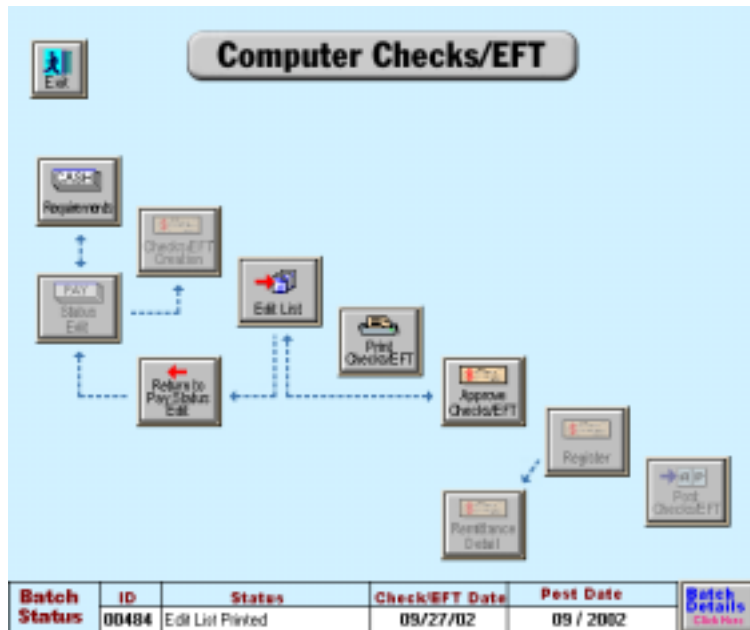 Computer Checks/EFT
Exit
CASH
Requirements
Checks/EFT
Creation
PAY
Status
Edit
Edit List
Print
Checks/EFT
Return to
Pay Status
Edit
Approve
Checks/EFT
Register
Post
Checks/EFT
Remittance
Detail
Batch
Status
ID
Status
Check/EFT Date
Post Date
00484
Edit List Printed
09/27/02
09 / 2002
Batch
Details
Click Here